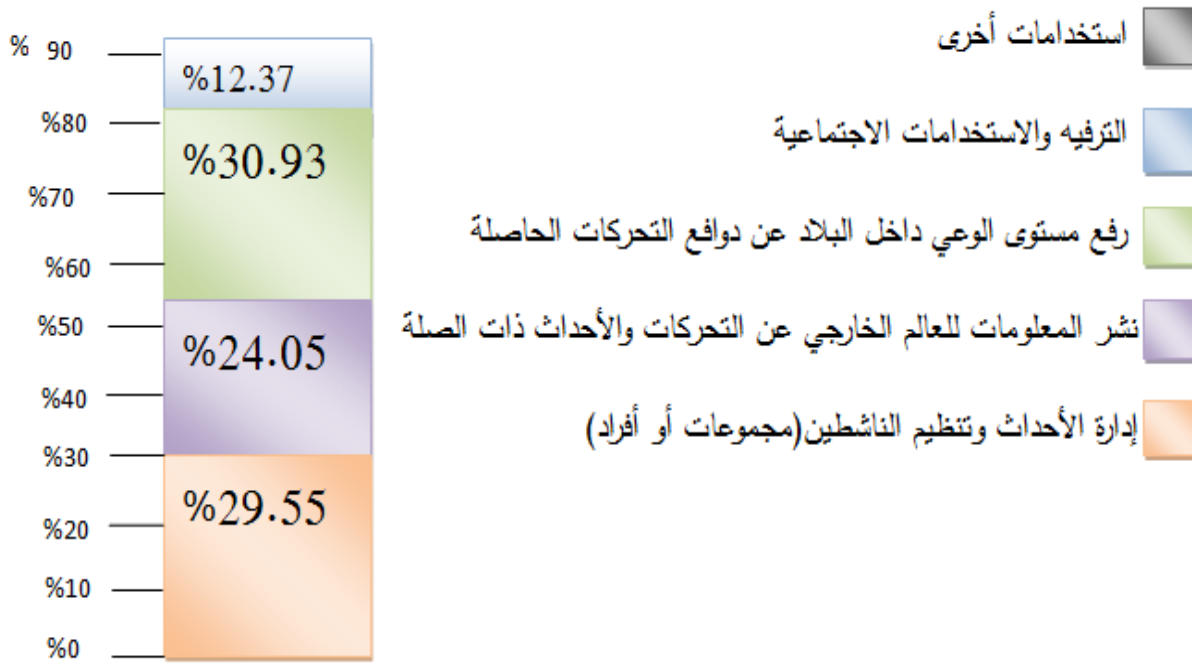 استخدامات أخرى
الترفيه والاستخدامات الاجتماعية
رفع مستوى الوعي داخل البلاد عن دوافع التحركات الحاصلة
نشر المعلومات للعالم الخارجي عن التحركات والأحداث ذات الصلة
إدارة الأحداث وتنظيم الناشطين(مجموعات أو أفراد)
%12.37
%30.93
%24.05
%29.55
% 90
%80
%70
%60
%50
%40
%30
%20
%10
%0